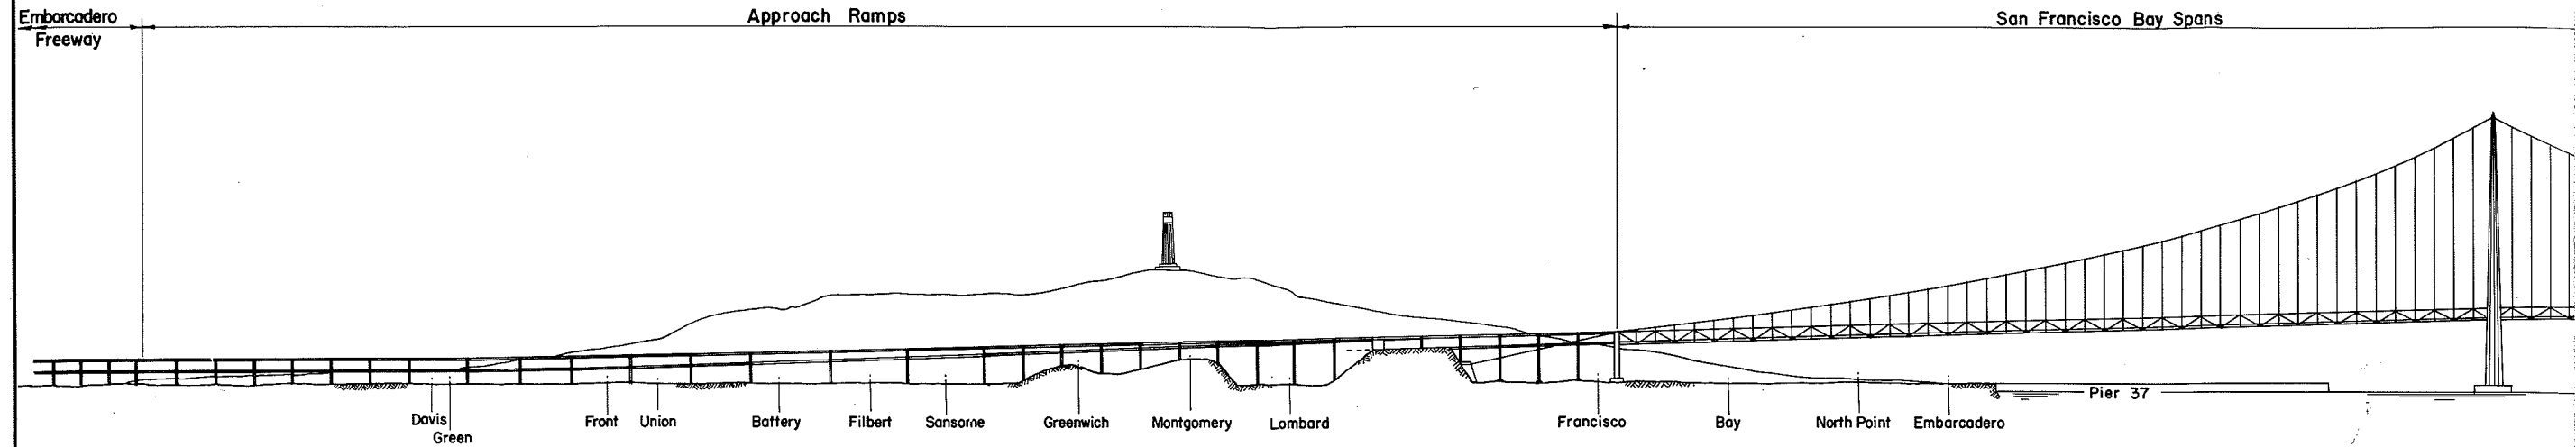 Embarcadero
Freeway
Approach Ramps
San Francisco Bay Spans
Pier 37
Davis
Green
Front
Union
Battery
Filbert
Sansome
Greenwich
Montgomery
Lombard
Francisco
Bay
North Point
Embarcadero